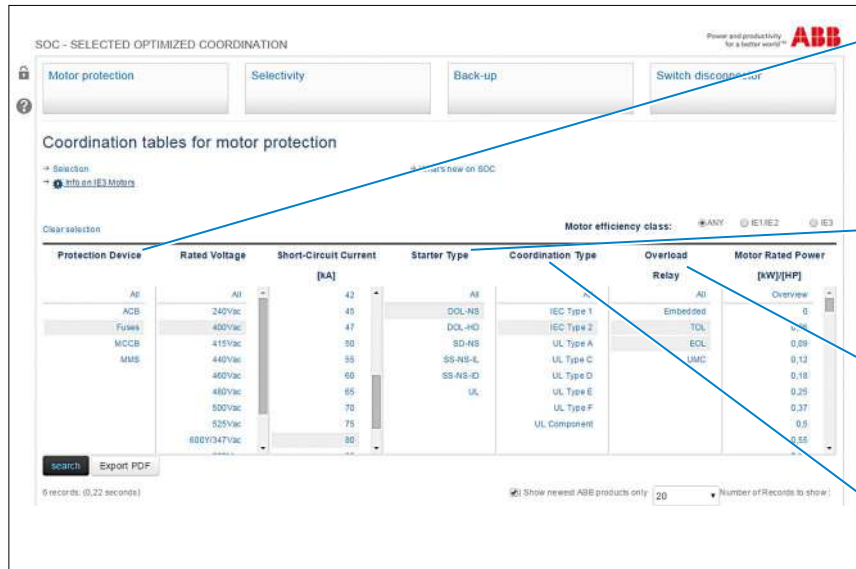 Power and productivity
for a better world™ ABB
SOC - SELECTED OPTIMIZED COORDINATION
Motor protection
Selectivity
Back-up
Switch disconnector
Coordination tables for motor protection
→ Selection
→ What's new on SOC
→ Info on IE3 Motors
Clear selection
Motor efficiency class: ANY IE1/IE2 IE3
Protection Device Rated Voltage Short-Circuit Current Starter Type Coordination Type Overload Motor Rated Power
[kA] Relay [kW]/[HP]
All All 42 All All All Overview
ACB 240Vac 45 DOL-NS IEC Type 1 Embedded 0
Fuses 400Vac 47 DOL-HD IEC Type 2 TOL 0,06
MCCB 415Vac 50 SD-NS UL Type A EOL 0,09
MMS 440Vac 55 SS-NS-IL UL Type C UMC 0,12
460Vac 60 SS-NS-ID UL Type D 0,18
480Vac 65 UL UL Type E 0,25
500Vac 70 UL Type F 0,37
525Vac 75 UL Component 0,5
600Y/347Vac 80 0,55
search Export PDF
6 records: (0,22 seconds)
Show newest ABB products only 20 Number of Records to show: